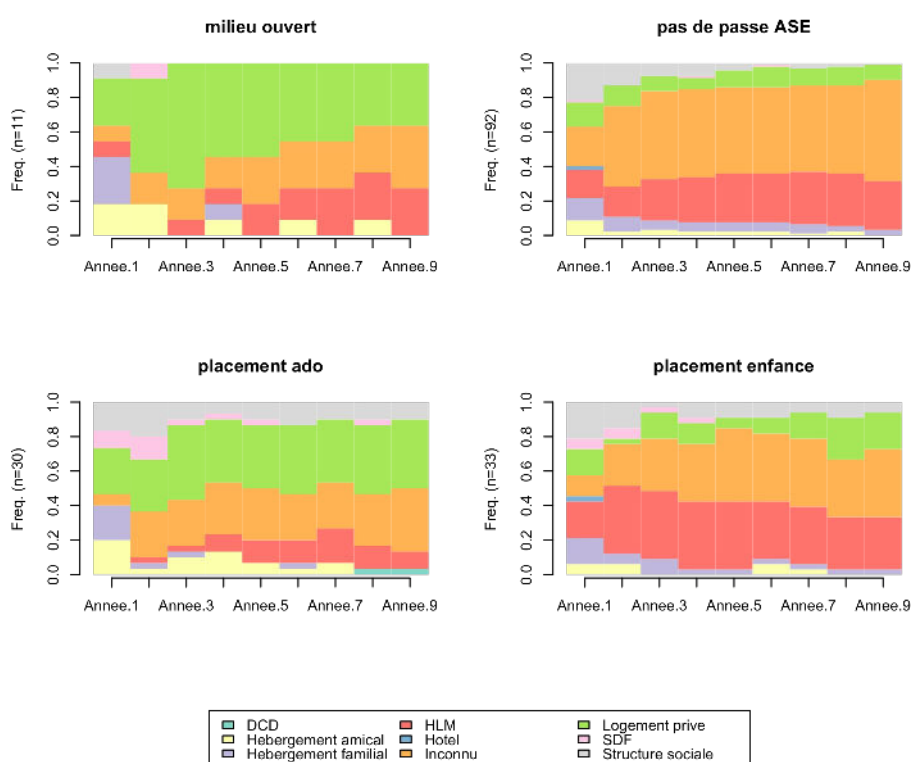 milieu ouvert
Freq. (n=11)
0.0 0.2 0.4 0.6 0.8 1.0
Annee.1 Annee.3 Annee.5 Annee.7 Annee.9
pas de passe ASE
Freq. (n=92)
0.0 0.2 0.4 0.6 0.8 1.0
Annee.1 Annee.3 Annee.5 Annee.7 Annee.9
placement ado
Freq. (n=30)
0.0 0.2 0.4 0.6 0.8 1.0
Annee.1 Annee.3 Annee.5 Annee.7 Annee.9
placement enfance
Freq. (n=33)
0.0 0.2 0.4 0.6 0.8 1.0
Annee.1 Annee.3 Annee.5 Annee.7 Annee.9
DCD
Hebergement amical
Hebergement familial
HLM
Hotel
Inconnu
Logement prive
SDF
Structure sociale